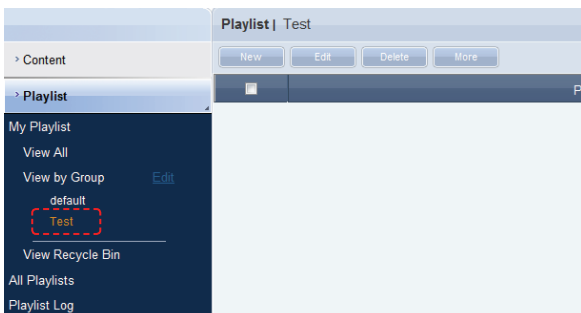 Playlist | Test
New Edit Delete More
> Content
> Playlist
P
My Playlist
View All
View by Group Edit
default
Test
View Recycle Bin
All Playlists
Playlist Log